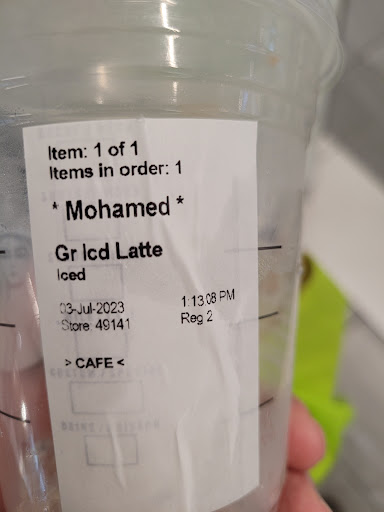 Item: 1 of 1
Items in order: 1
* Mohamed *
Gr Icd Latte
Iced
03-Jul-2023 1:13:08 PM
Store: 49141 Reg 2
> CAFE <